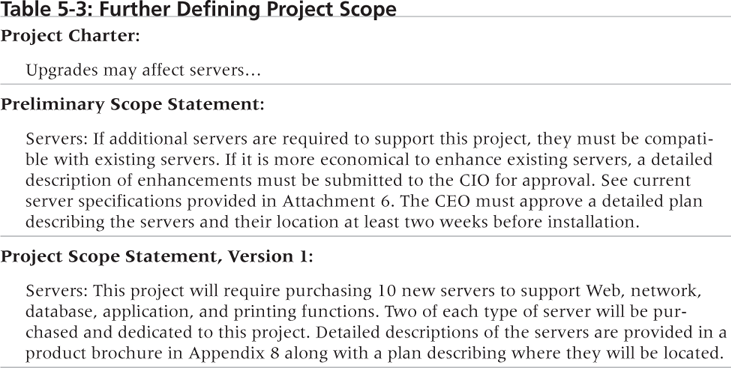 Table 5-3: Further Defining Project Scope
Project Charter:
Upgrades may affect servers…
Preliminary Scope Statement:
Servers: If additional servers are required to support this project, they must be compati-
ble with existing servers. If it is more economical to enhance existing servers, a detailed
description of enhancements must be submitted to the CIO for approval. See current
server specifications provided in Attachment 6. The CEO must approve a detailed plan
describing the servers and their location at least two weeks before installation.
Project Scope Statement, Version 1:
Servers: This project will require purchasing 10 new servers to support Web, network,
database, application, and printing functions. Two of each type of server will be pur-
chased and dedicated to this project. Detailed descriptions of the servers are provided in a
product brochure in Appendix 8 along with a plan describing where they will be located.